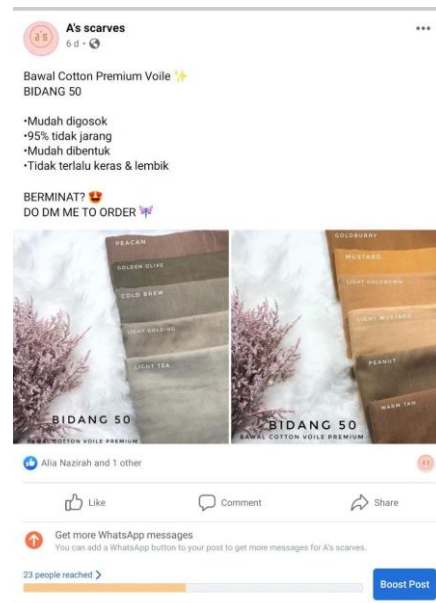 A's scarves
6 d
Bawal Cotton Premium Voile ✨
BIDANG 50
•Mudah digosok
•95% tidak jarang
•Mudah dibentuk
•Tidak terlalu keras & lembik
BERMINAT? 🤩
DO DM ME TO ORDER 🦋
PEACAN
GOLDEN OLIVE
COLD BREW
LIGHT
LIGHT TEA
BIDANG 50
BAWAL COTTON VOILE PREMIUM
GOLDBURRY
MUSTARD
LIGHT
LIGHT MUSTARD
PEANUT
WARM TAN
BIDANG 50
BAWAL COTTON VOILE PREMIUM
Alia Nazirah and 1 other
Like
Comment
Share
Get more WhatsApp messages
You can add a WhatsApp button to your post to get more messages for A's scarves.
23 people reached >
Boost Post